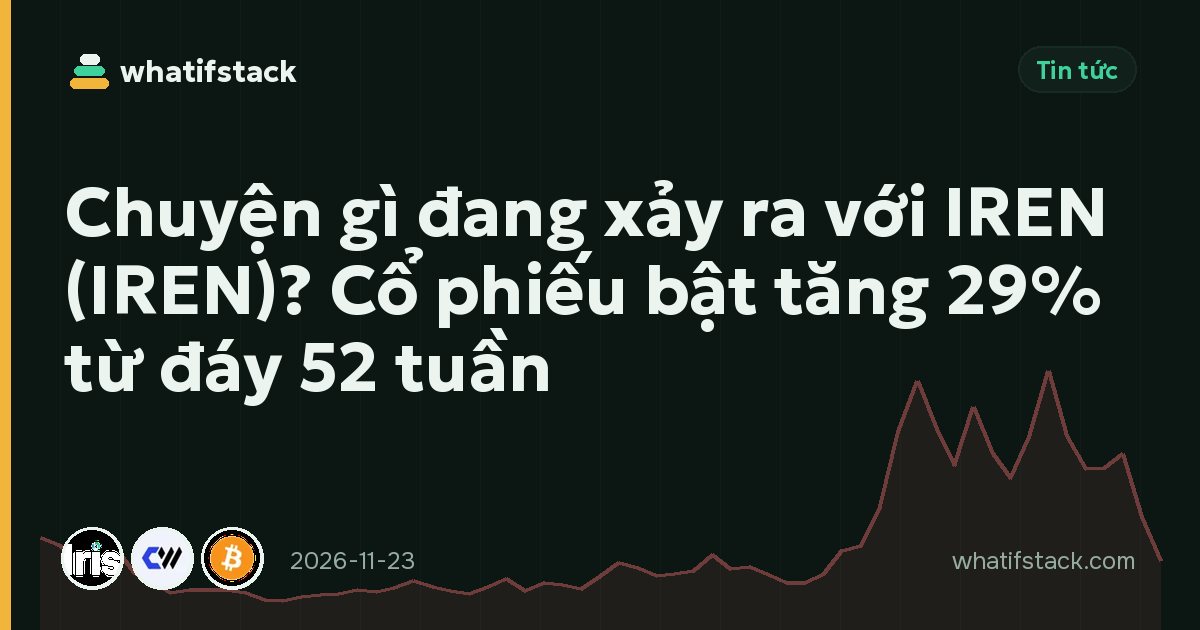 whatifstack
Tin tức
Chuyện gì đang xảy ra với IREN
(IREN)? Cổ phiếu bật tăng 29%
từ đáy 52 tuần
Iris
CW
2026-11-23
whatifstack.com